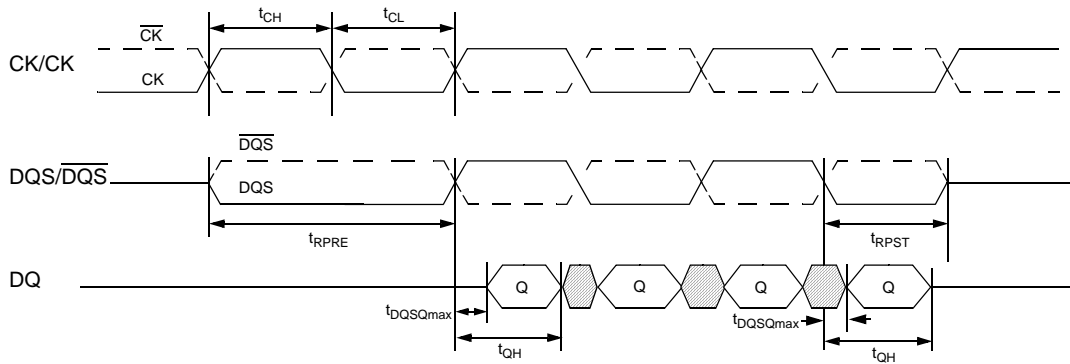 tCH
tCL
CK
CK/CK
CK
DQS
DQS/DQS
DQS
tRPRE
tRPST
DQ
Q
Q
Q
Q
tDQSQmax
tDQSQmax
tQH
tQH